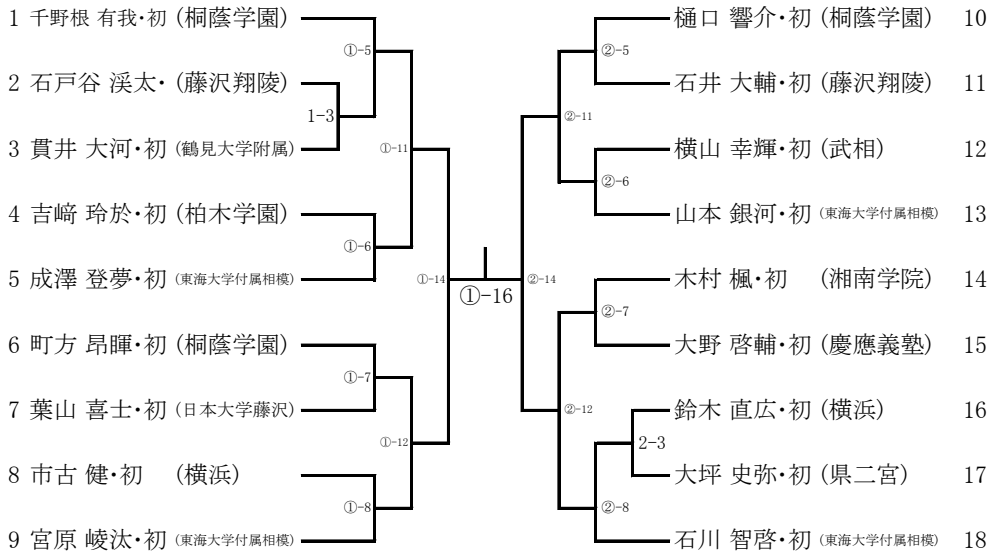 1 千野根 有我・初 (桐蔭学園)
①-5
2 石戸谷 渓太・ (藤沢翔陵)
1-3
3 貫井 大河・初 (鶴見大学附属)
①-11
4 吉﨑 玲於・初 (柏木学園)
①-6
5 成澤 登夢・初 (東海大学付属相模)
①-14
6 町方 昂暉・初 (桐蔭学園)
①-7
7 葉山 喜士・初 (日本大学藤沢)
①-12
8 市古 健・初 (横浜)
①-8
9 宮原 崚汰・初 (東海大学付属相模)
①-16
樋口 響介・初 (桐蔭学園) 10
②-5
石井 大輔・初 (藤沢翔陵) 11
②-11
横山 幸輝・初 (武相) 12
②-6
山本 銀河・初 (東海大学付属相模) 13
②-14
木村 楓・初 (湘南学院) 14
②-7
大野 啓輔・初 (慶應義塾) 15
②-12
鈴木 直広・初 (横浜) 16
2-3
大坪 史弥・初 (県二宮) 17
②-8
石川 智啓・初 (東海大学付属相模) 18